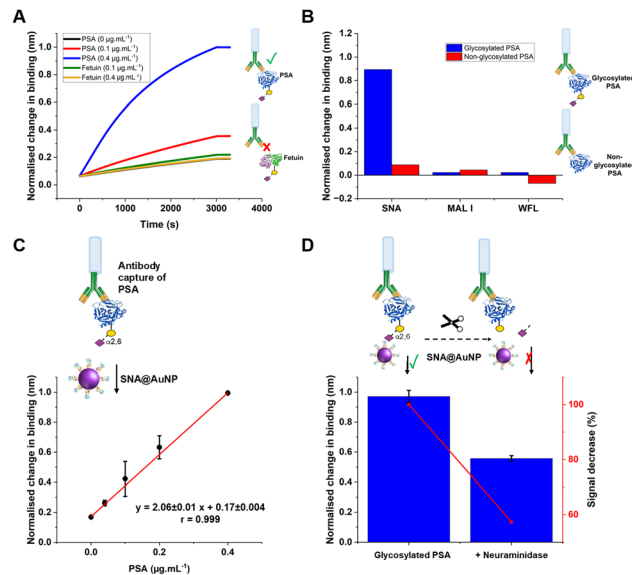 A
PSA (0 µg.mL⁻¹)
PSA (0.1 µg.mL⁻¹)
PSA (0.4 µg.mL⁻¹)
Fetuin (0.1 µg.mL⁻¹)
Fetuin (0.4 µg.mL⁻¹)
Normalised change in binding (nm)
1.0
0.8
0.6
0.4
0.2
0.0
0
1000
2000
3000
4000
Time (s)
PSA
Fetuin
B
Glycosylated PSA
Non-glycosylated PSA
Normalised change in binding (nm)
1.2
1.0
0.8
0.6
0.4
0.2
0.0
−0.2
SNA
MAL I
WFL
Glycosylated
PSA
Non-
glycosylated
PSA
C
Antibody
capture of
PSA
α2,6
SNA@AuNP
Normalised change in binding (nm)
1.0
0.8
0.6
0.4
0.2
0.0
y = 2.06±0.01 x + 0.17±0.004
r = 0.999
0.0
0.2
0.4
PSA (µg.mL⁻¹)
D
α2,6
SNA@AuNP
Normalised change in binding (nm)
1.0
0.8
0.6
0.4
0.2
0.0
100
80
60
Signal decrease (%)
Glycosylated PSA
+ Neuraminidase